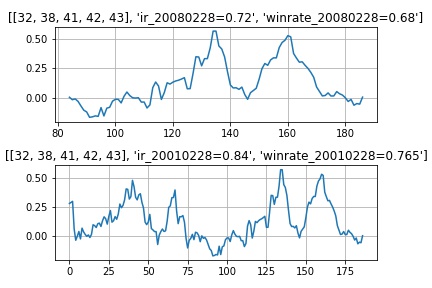 [[32, 38, 41, 42, 43], 'ir_20080228=0.72', 'winrate_20080228=0.68']
0.50
0.25
0.00
80 100 120 140 160 180
[[32, 38, 41, 42, 43], 'ir_20010228=0.84', 'winrate_20010228=0.765']
0.50
0.25
0.00
0 25 50 75 100 125 150 175